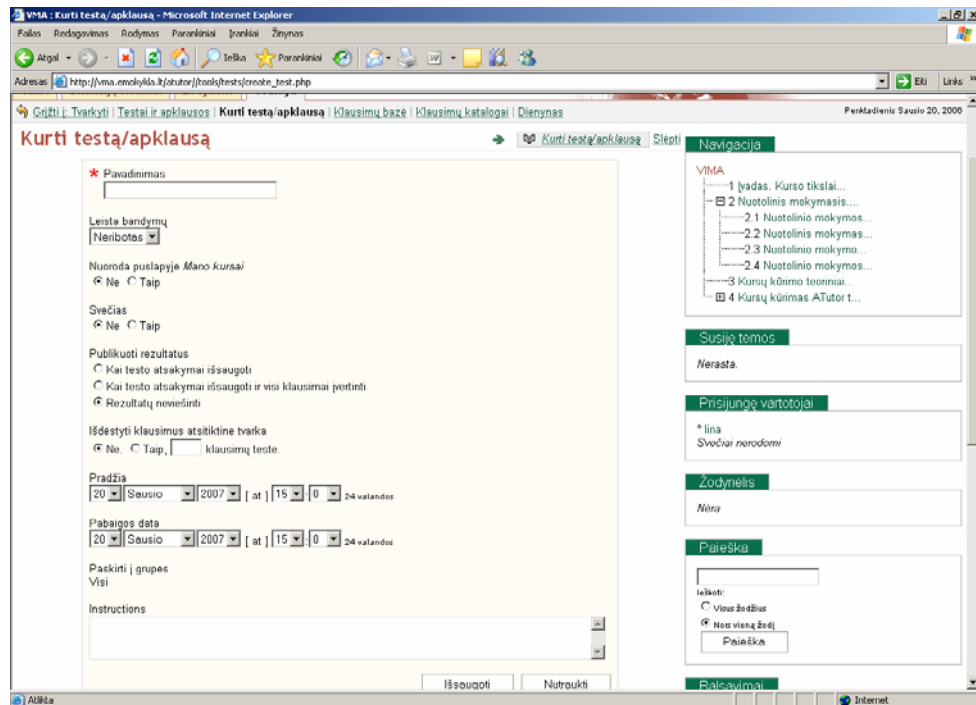 VMA : Kurti testą/apklausą - Microsoft Internet Explorer
Failas Redagavimas Rodymas Parankiniai Įrankiai Žinynas
Atgal Ieška Parankiniai
Adresas http://vma.emokykla.lt/atutor//tools/tests/create_test.php Eiti Links
Grįžti į: Tvarkyti | Testai ir apklausos | Kurti testą/apklausą | Klausimų bazė | Klausimų katalogai | Dienynas
Penktadienis Sausio 20, 2006
Kurti testą/apklausą
Kurti testą/apklausą Slėpti
* Pavadinimas
Leista bandymų
Neribotas
Nuoroda puslapyje Mano kursai
Ne Taip
Svečias
Ne Taip
Publikuoti rezultatus
Kai testo atsakymai išsaugoti
Kai testo atsakymai išsaugoti ir visi klausimai įvertinti
Rezultatų neviešinti
Išdėstyti klausimus atsitiktine tvarka
Ne. Taip, klausimų teste.
Pradžia
20 Sausio 2007 [ at ] 15 : 0 24 valandos
Pabaigos data
20 Sausio 2007 [ at ] 15 : 0 24 valandos
Paskirti į grupes
Visi
Instructions
Išsaugoti Nutraukti
Navigacija
VIMA
1 Įvadas. Kurso tikslai...
2 Nuotolinis mokymasis....
2.1 Nuotolinio mokymos...
2.2 Nuotolinis mokymas...
2.3 Nuotolinio mokymo...
2.4 Nuotolinio mokymos...
3 Kursų kūrimo teoriniai...
4 Kursų kūrimas ATutor t...
Susiję temos
Nerasta.
Prisijungę vartotojai
* lina
Svečiai nerodomi
Žodynėlis
Nėra
Paieška
Ieškoti:
Visus žodžius
Nors vieną žodį
Paieška
Balsavimai
Atlikta Internet